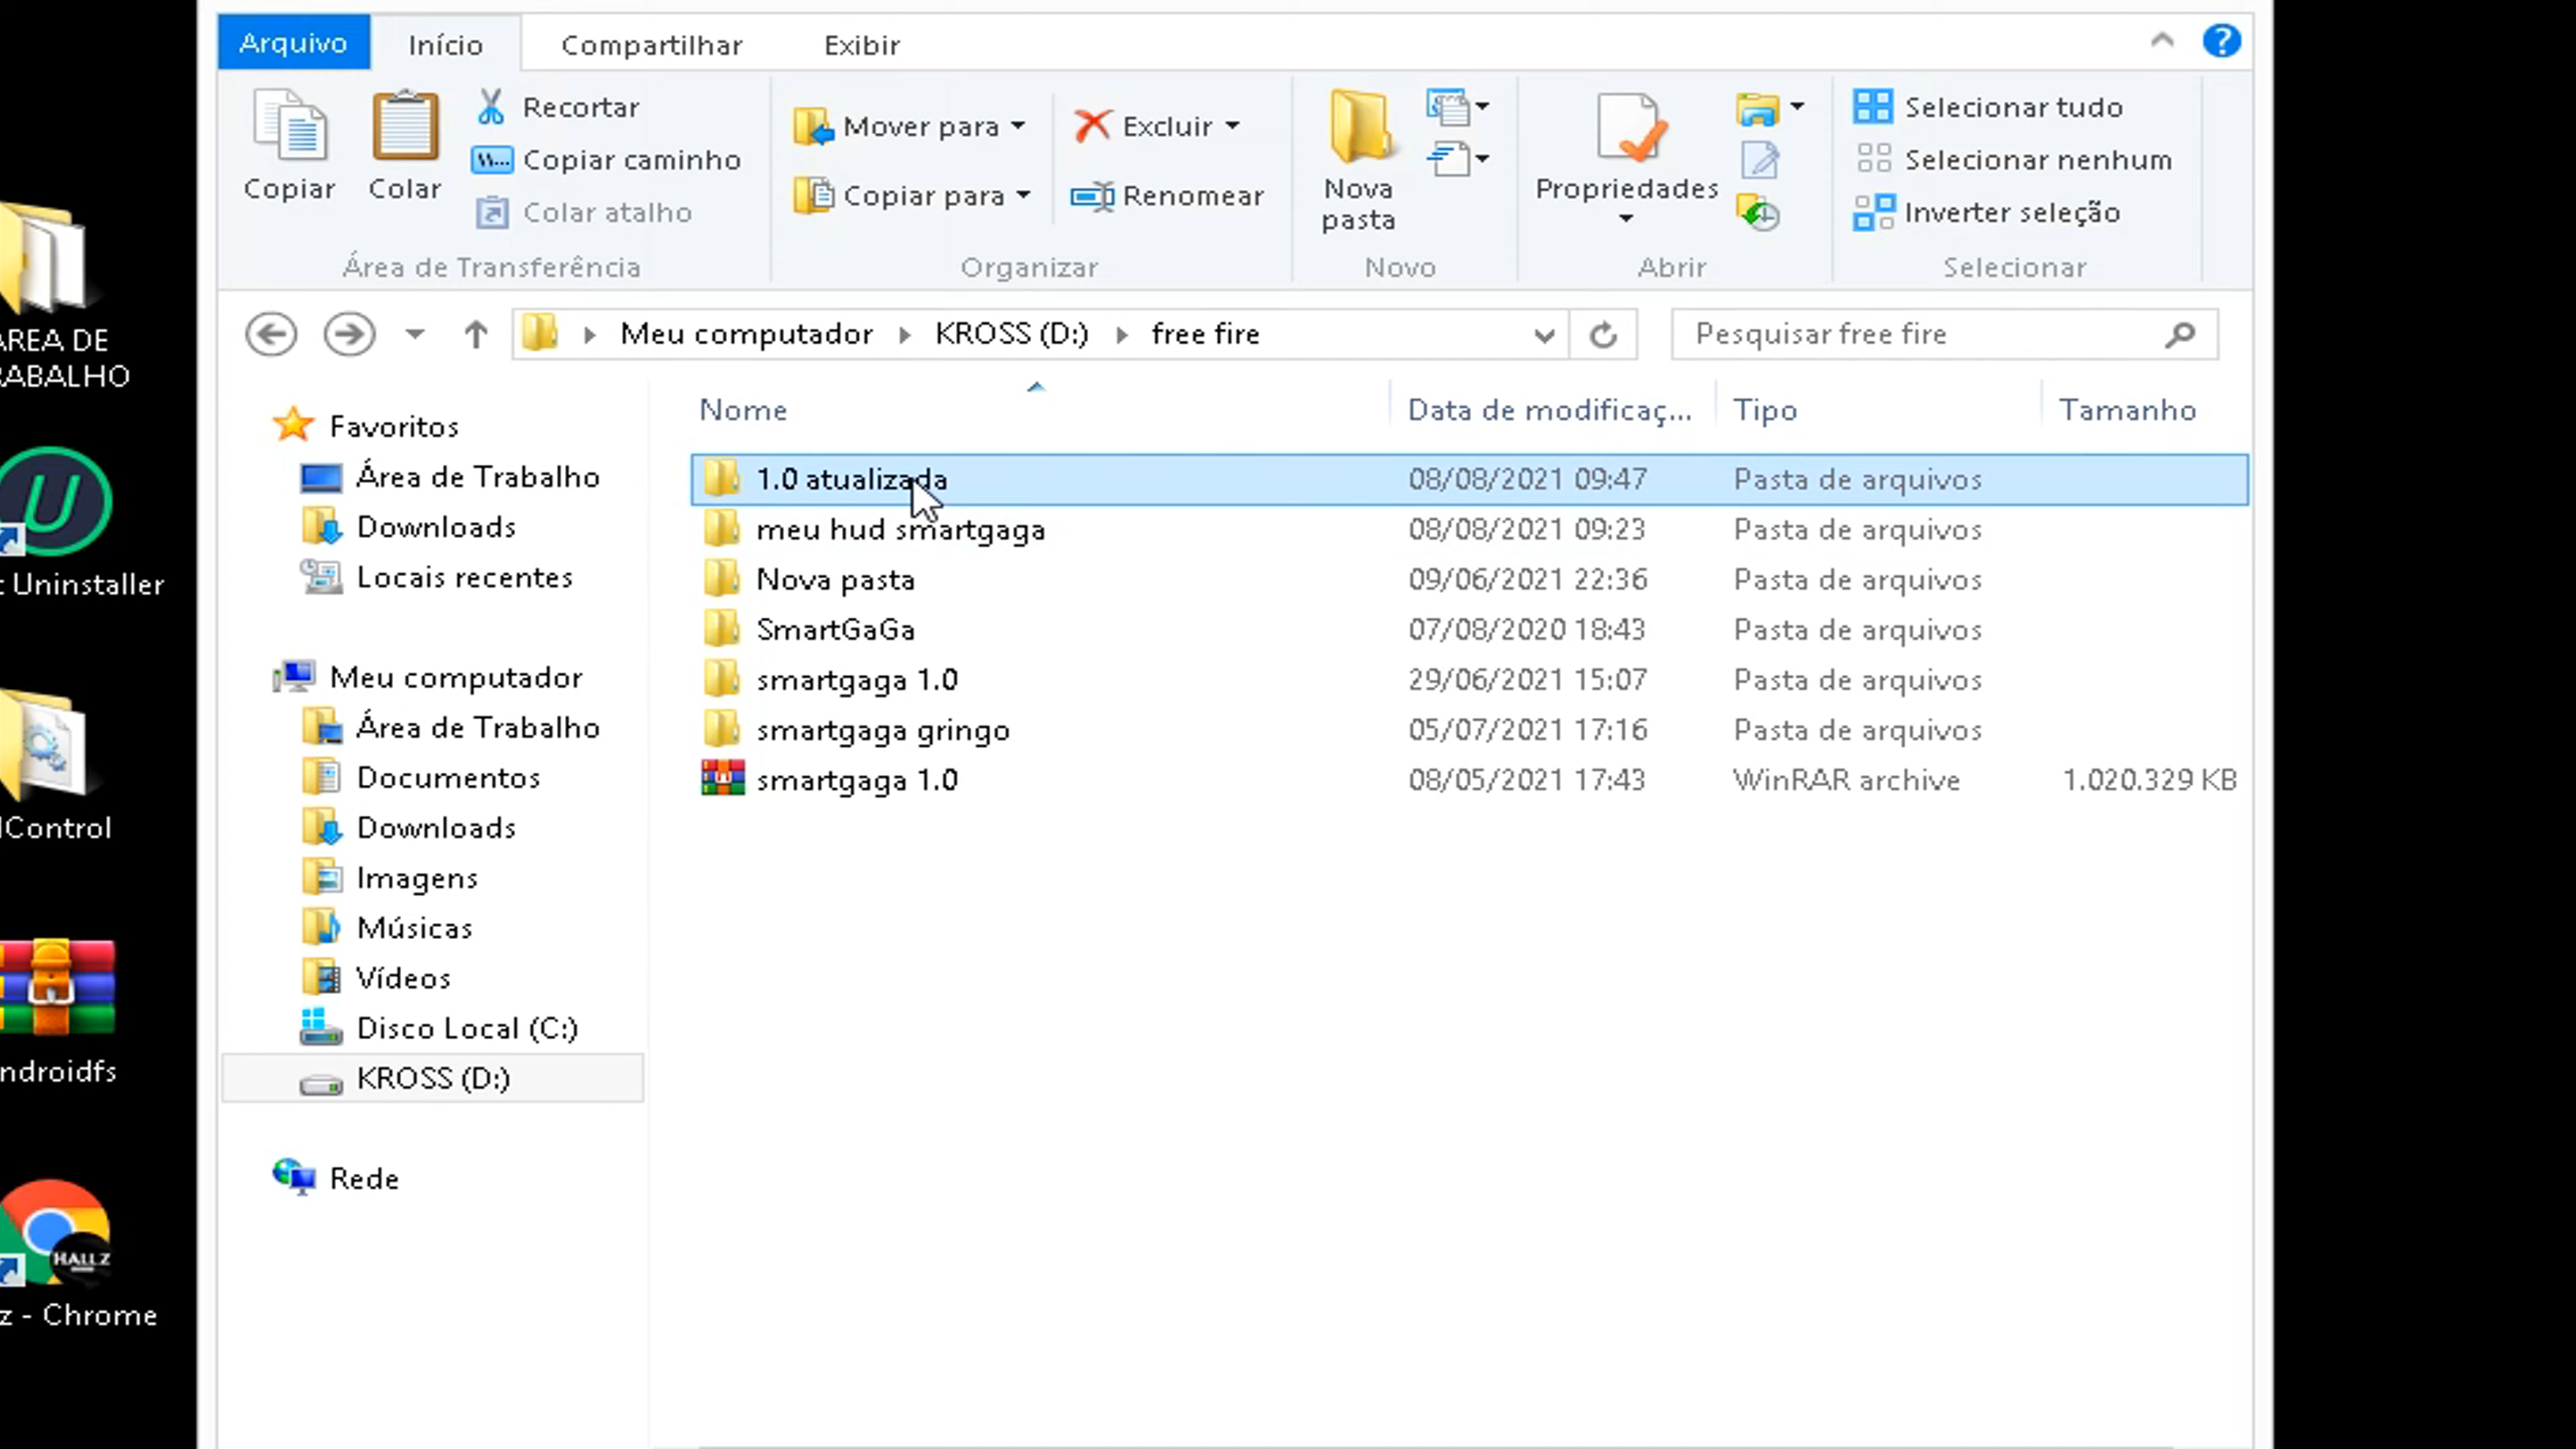 Arquivo Início Compartilhar Exibir
Copiar
Colar
Recortar
Copiar caminho
Colar atalho
Área de Transferência
Mover para
Copiar para
Excluir
Renomear
Organizar
Nova
pasta
Novo
Propriedades
Abrir
Selecionar tudo
Selecionar nenhum
Inverter seleção
Selecionar
Meu computador KROSS (D:) free fire
Pesquisar free fire
Favoritos
Área de Trabalho
Downloads
Locais recentes
Meu computador
Área de Trabalho
Documentos
Downloads
Imagens
Músicas
Vídeos
Disco Local (C:)
KROSS (D:)
Rede
Nome Data de modificaç... Tipo Tamanho
1.0 atualizada 08/08/2021 09:47 Pasta de arquivos
meu hud smartgaga 08/08/2021 09:23 Pasta de arquivos
Nova pasta 09/06/2021 22:36 Pasta de arquivos
SmartGaGa 07/08/2020 18:43 Pasta de arquivos
smartgaga 1.0 29/06/2021 15:07 Pasta de arquivos
smartgaga gringo 05/07/2021 17:16 Pasta de arquivos
smartgaga 1.0 08/05/2021 17:43 WinRAR archive 1.020.329 KB
AREA DE
RABALHO
U
t Uninstaller
lControl
ndroidfs
HALLZ
z - Chrome